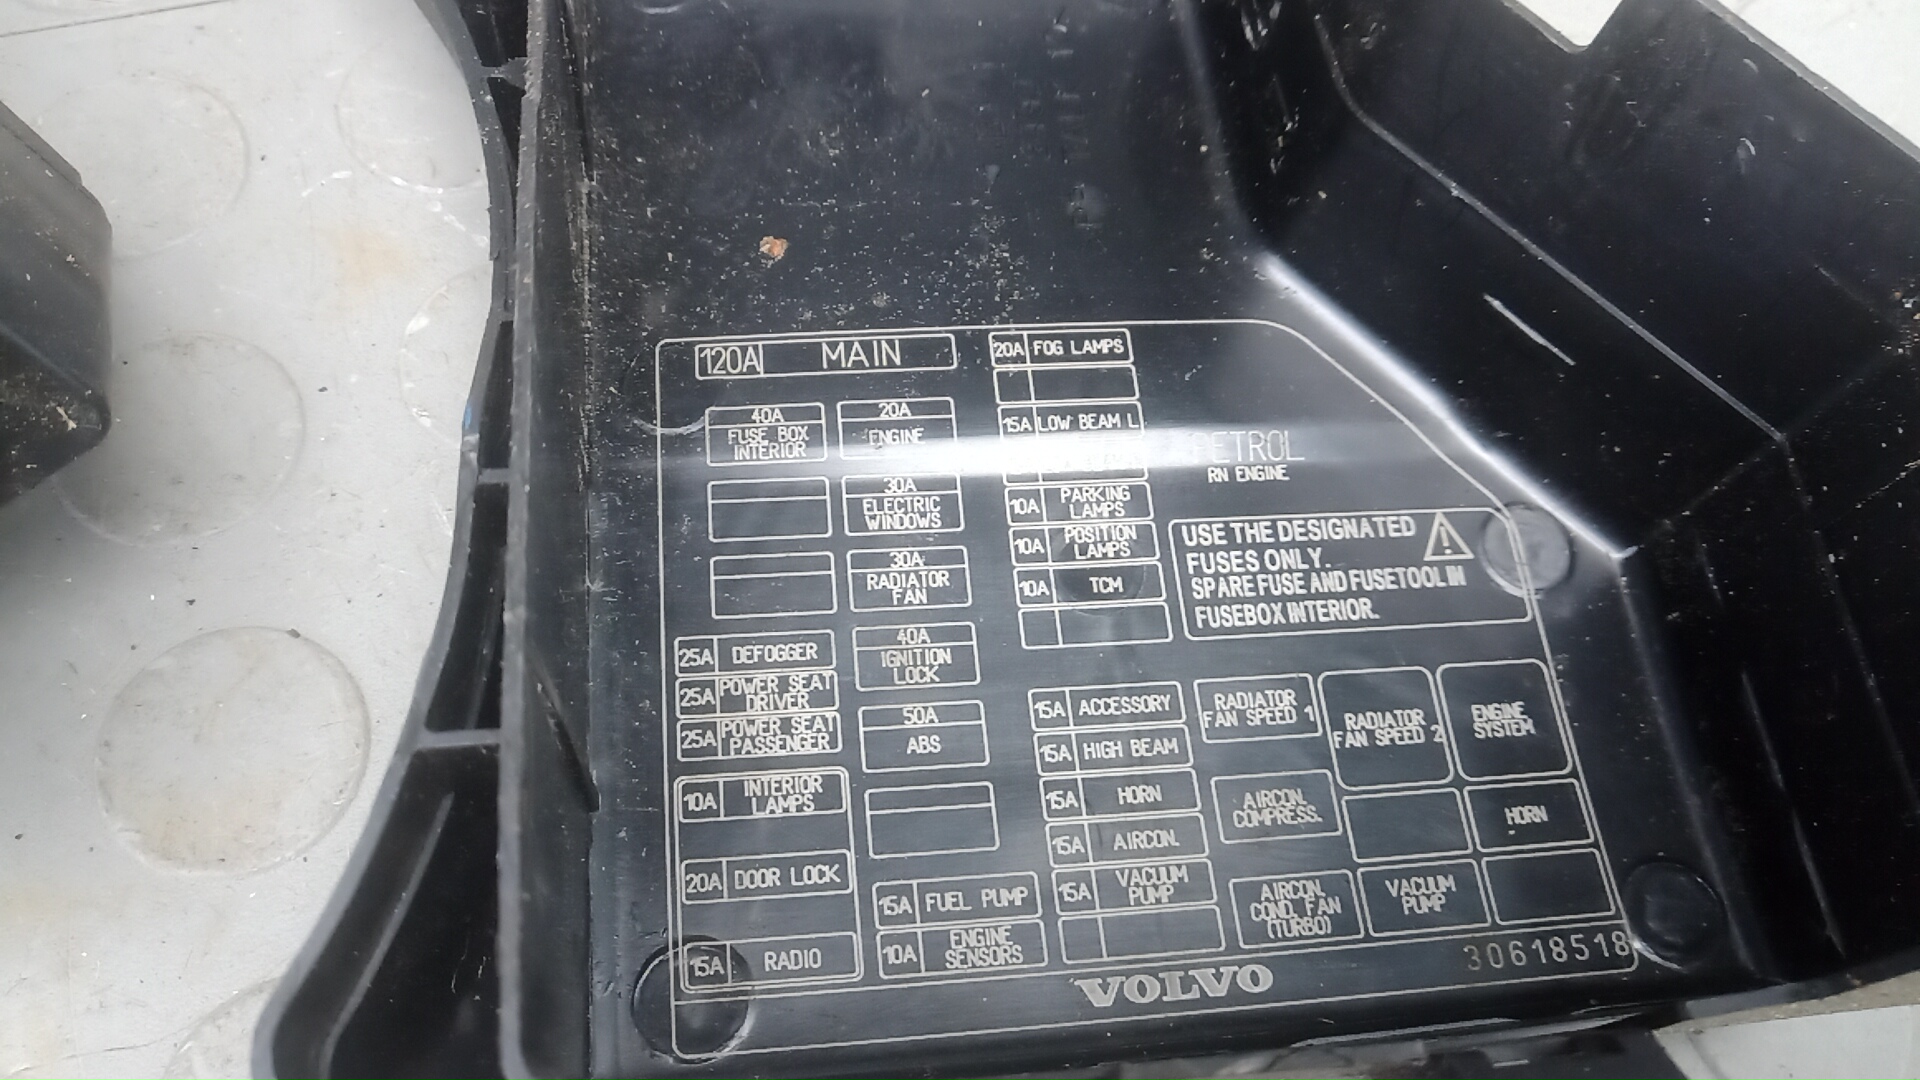 120A MAIN
40A
FUSE BOX
INTERIOR
20A
ENGINE
30A
ELECTRIC
WINDOWS
30A
RADIATOR
FAN
25A DEFOGGER
25A POWER SEAT
DRIVER
25A POWER SEAT
PASSENGER
40A
IGNITION
LOCK
50A
ABS
10A INTERIOR
LAMPS
20A DOOR LOCK
15A RADIO
15A FUEL PUMP
10A ENGINE
SENSORS
20A FOG LAMPS
15A LOW BEAM L
10A PARKING
LAMPS
10A POSITION
LAMPS
10A TCM
15A ACCESSORY
15A HIGH BEAM
15A HORN
15A AIRCON.
15A VACUUM
PUMP
PETROL
RN ENGINE
USE THE DESIGNATED
FUSES ONLY.
SPARE FUSE AND FUSETOOL IN
FUSEBOX INTERIOR.
RADIATOR
FAN SPEED 1
RADIATOR
FAN SPEED 2
ENGINE
SYSTEM
AIRCON.
COMPRESS.
HORN
AIRCON.
COND. FAN
(TURBO)
VACUUM
PUMP
VOLVO
30618518